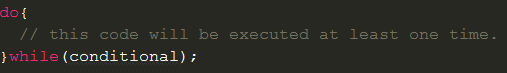 do{
// this code will be executed at least one time.
}while(conditional);